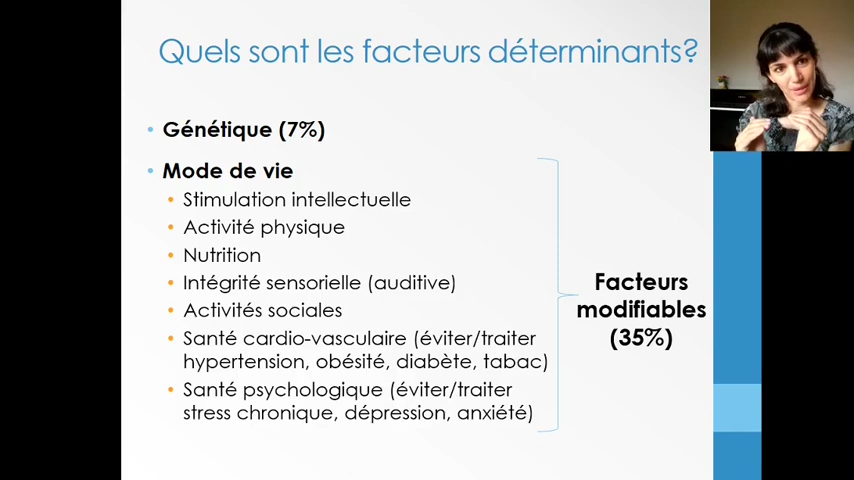 Quels sont les facteurs déterminants?
Génétique (7%)
Mode de vie
Stimulation intellectuelle
Activité physique
Nutrition
Intégrité sensorielle (auditive)
Activités sociales
Santé cardio-vasculaire (éviter/traiter
hypertension, obésité, diabète, tabac)
Santé psychologique (éviter/traiter
stress chronique, dépression, anxiété)
Facteurs
modifiables
(35%)